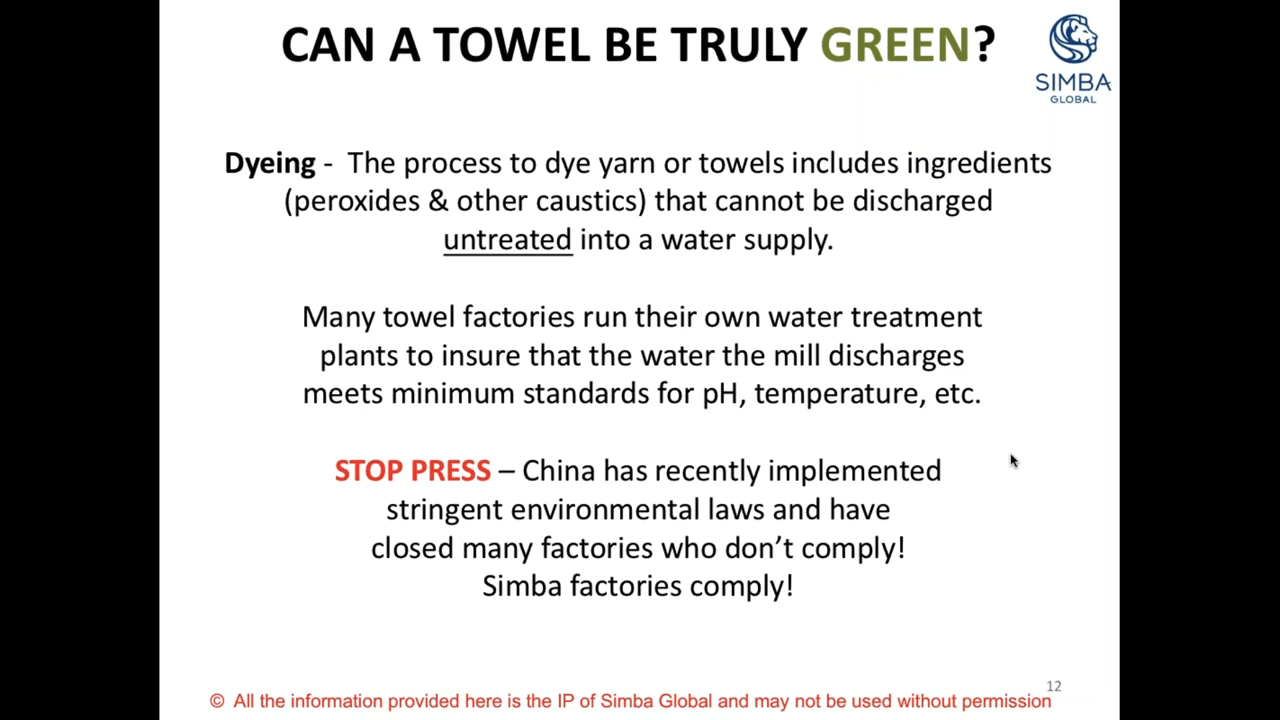 CAN A TOWEL BE TRULY GREEN?
SIMBA
GLOBAL
Dyeing - The process to dye yarn or towels includes ingredients
(peroxides & other caustics) that cannot be discharged
untreated into a water supply.
Many towel factories run their own water treatment
plants to insure that the water the mill discharges
meets minimum standards for pH, temperature, etc.
STOP PRESS – China has recently implemented
stringent environmental laws and have
closed many factories who don’t comply!
Simba factories comply!
12
© All the information provided here is the IP of Simba Global and may not be used without permission